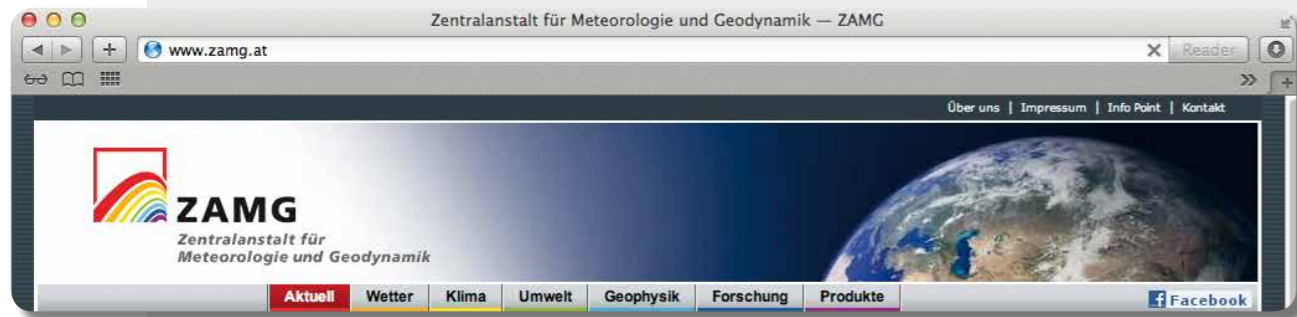 Zentralanstalt für Meteorologie und Geodynamik — ZAMG
www.zamg.at
Reader
Über uns | Impressum | Info Point | Kontakt
ZAMG
Zentralanstalt für
Meteorologie und Geodynamik
Aktuell Wetter Klima Umwelt Geophysik Forschung Produkte Facebook